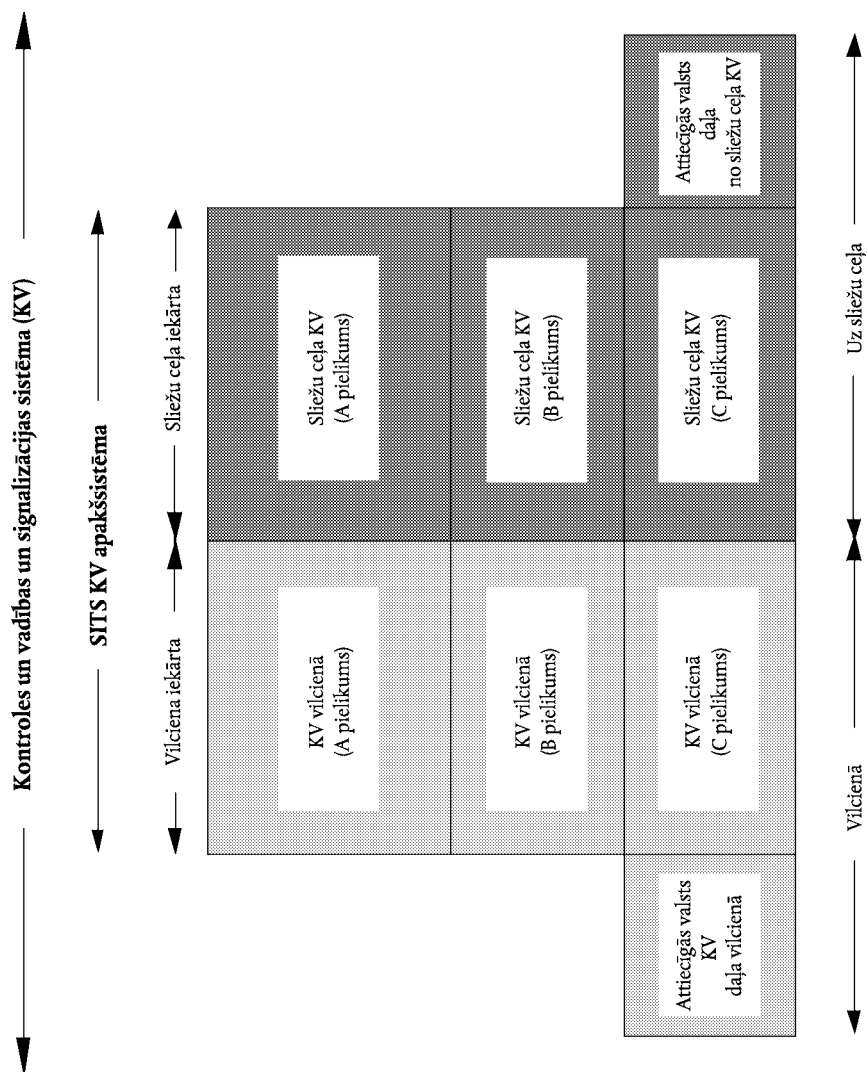 Kontroles un vadības un signalizācijas sistēma (KV)
SITS KV apakšsistēma
Vilciena iekārta
Sliežu ceļa iekārta
KV vilcienā
(A pielikums)
Sliežu ceļa KV
(A pielikums)
KV vilcienā
(B pielikums)
Sliežu ceļa KV
(B pielikums)
Attiecīgās valsts
KV
daļa vilcienā
KV vilcienā
(C pielikums)
Sliežu ceļa KV
(C pielikums)
Attiecīgās valsts
daļa
no sliežu ceļa KV
Vilcienā
Uz sliežu ceļa